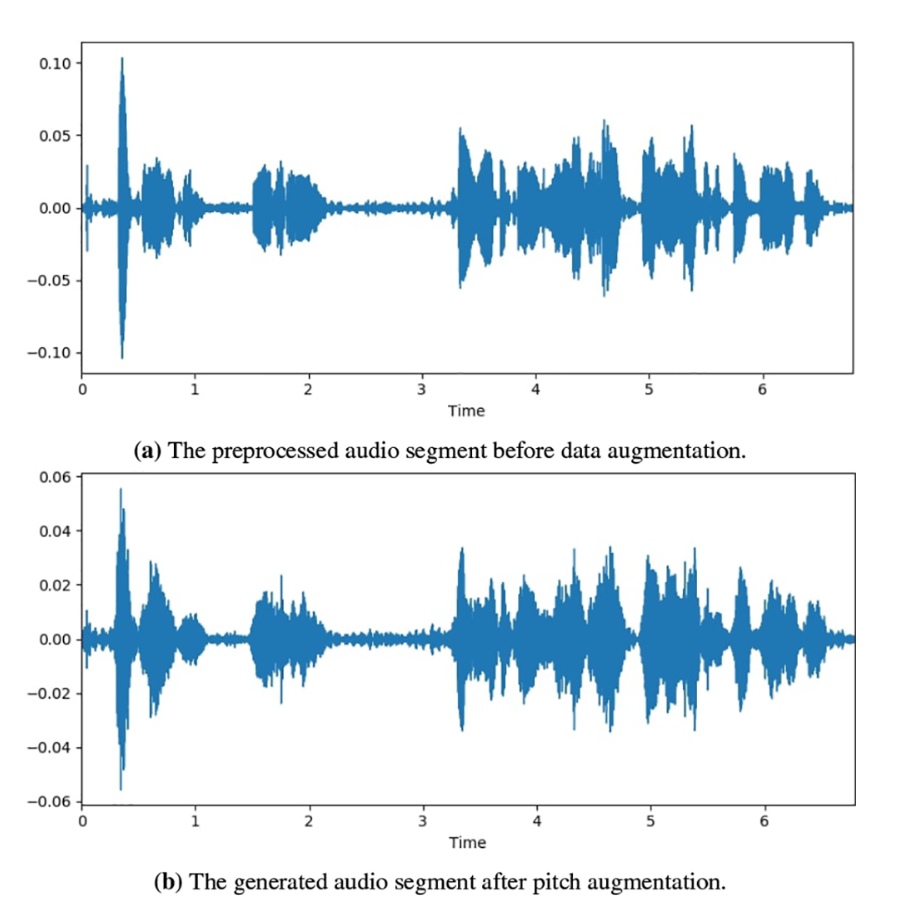 0.10
0.05
0.00
−0.05
−0.10
0 1 2 3 4 5 6
Time
(a) The preprocessed audio segment before data augmentation.
0.06
0.04
0.02
0.00
−0.02
−0.04
−0.06
0 1 2 3 4 5 6
Time
(b) The generated audio segment after pitch augmentation.